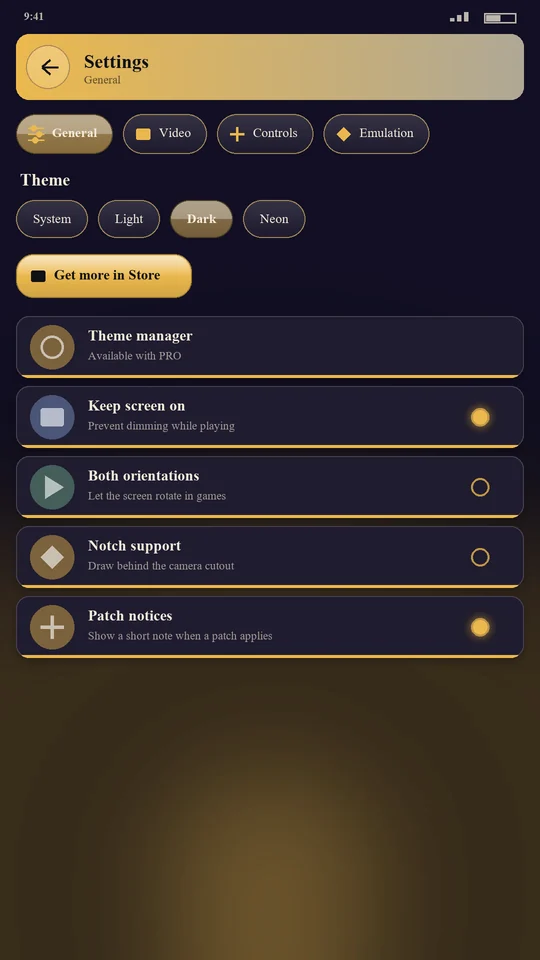 9:41
Settings
General
General
Video
Controls
Emulation
Theme
System
Light
Dark
Neon
Get more in Store
Theme manager
Available with PRO
Keep screen on
Prevent dimming while playing
Both orientations
Let the screen rotate in games
Notch support
Draw behind the camera cutout
Patch notices
Show a short note when a patch applies